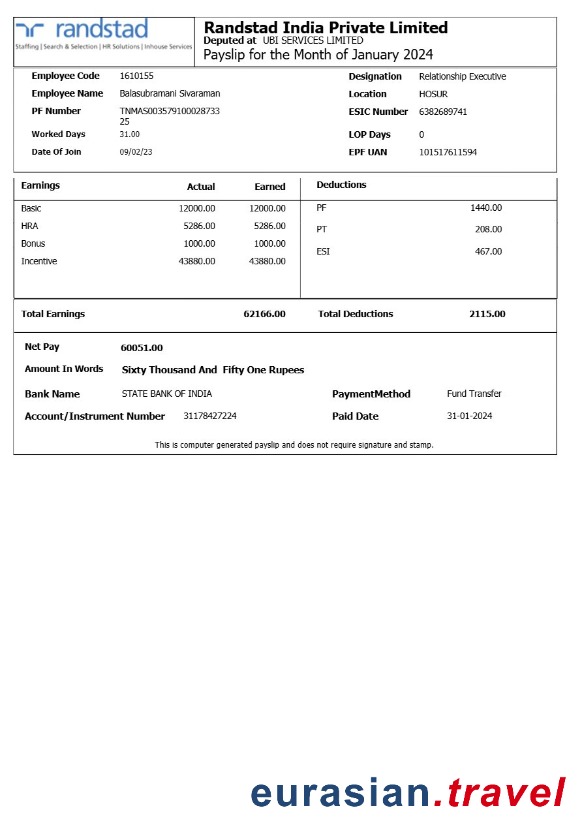 randstad
Staffing | Search & Selection | HR Solutions | Inhouse Services
Randstad India Private Limited
Deputed at UBI SERVICES LIMITED
Payslip for the Month of January 2024
Employee Code 1610155 Designation Relationship Executive
Employee Name Balasubramani Sivaraman Location HOSUR
PF Number TNMAS003579100028733 ESIC Number 6382689741
25
Worked Days 31.00 LOP Days 0
Date Of Join 09/02/23 EPF UAN 101517611594
Earnings Actual Earned Deductions
Basic 12000.00 12000.00 PF 1440.00
HRA 5286.00 5286.00 PT 208.00
Bonus 1000.00 1000.00 ESI 467.00
Incentive 43880.00 43880.00
Total Earnings 62166.00 Total Deductions 2115.00
Net Pay 60051.00
Amount In Words Sixty Thousand And Fifty One Rupees
Bank Name STATE BANK OF INDIA PaymentMethod Fund Transfer
Account/Instrument Number 31178427224 Paid Date 31-01-2024
This is computer generated payslip and does not require signature and stamp.
eurasian.travel